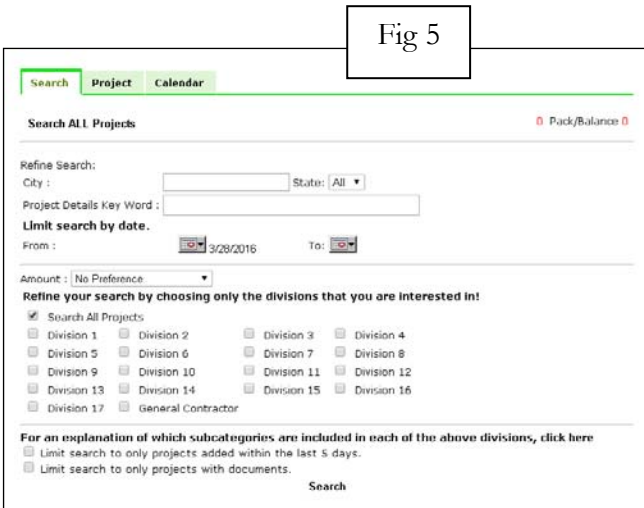 Fig 5
Search Project Calendar
Search ALL Projects 0 Pack/Balance 0
Refine Search:
City : State: All
Project Details Key Word :
Limit search by date.
From : 3/28/2016 To:
Amount : No Preference
Refine your search by choosing only the divisions that you are interested in!
Search All Projects
Division 1 Division 2 Division 3 Division 4
Division 5 Division 6 Division 7 Division 8
Division 9 Division 10 Division 11 Division 12
Division 13 Division 14 Division 15 Division 16
Division 17 General Contractor
For an explanation of which subcategories are included in each of the above divisions, click here
Limit search to only projects added within the last 5 days.
Limit search to only projects with documents.
Search